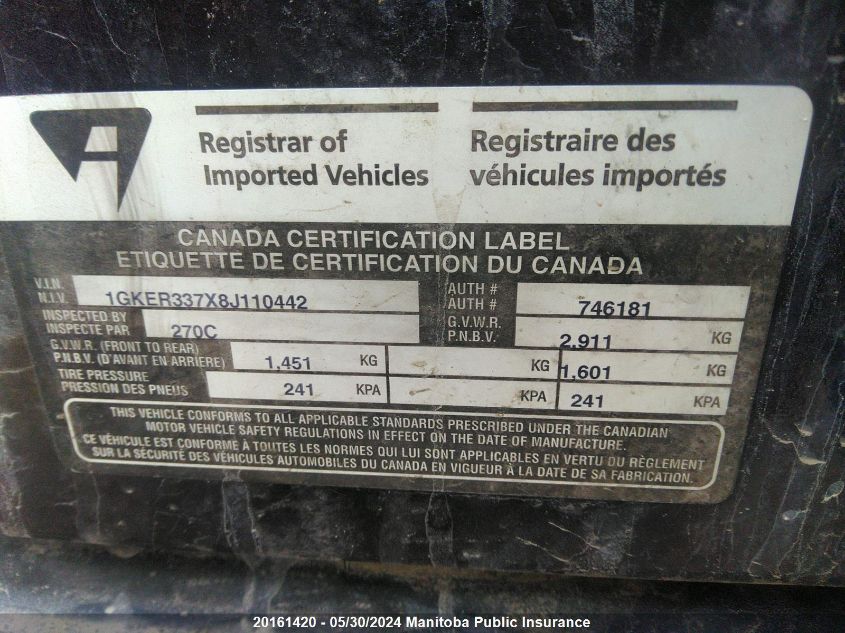 Registrar of
Imported Vehicles
Registraire des
véhicules importés
CANADA CERTIFICATION LABEL
ETIQUETTE DE CERTIFICATION DU CANADA
V.I.N.
N.I.V. 1GKER337X8J110442
AUTH #
AUTH # 746181
INSPECTED BY
INSPECTE PAR 270C
G.V.W.R.
P.N.B.V. 2,911 KG
G.V.W.R. (FRONT TO REAR)
P.N.B.V. (D'AVANT EN ARRIERE) 1,451 KG KG 1,601 KG
TIRE PRESSURE
PRESSION DES PNEUS 241 KPA KPA 241 KPA
THIS VEHICLE CONFORMS TO ALL APPLICABLE STANDARDS PRESCRIBED UNDER THE CANADIAN
MOTOR VEHICLE SAFETY REGULATIONS IN EFFECT ON THE DATE OF MANUFACTURE.
CE VÉHICULE EST CONFORME À TOUTES LES NORMES QUI LUI SONT APPLICABLES EN VERTU DU RÈGLEMENT
SUR LA SÉCURITÉ DES VÉHICULES AUTOMOBILES DU CANADA EN VIGUEUR À LA DATE DE SA FABRICATION.
20161420 - 05/30/2024 Manitoba Public Insurance